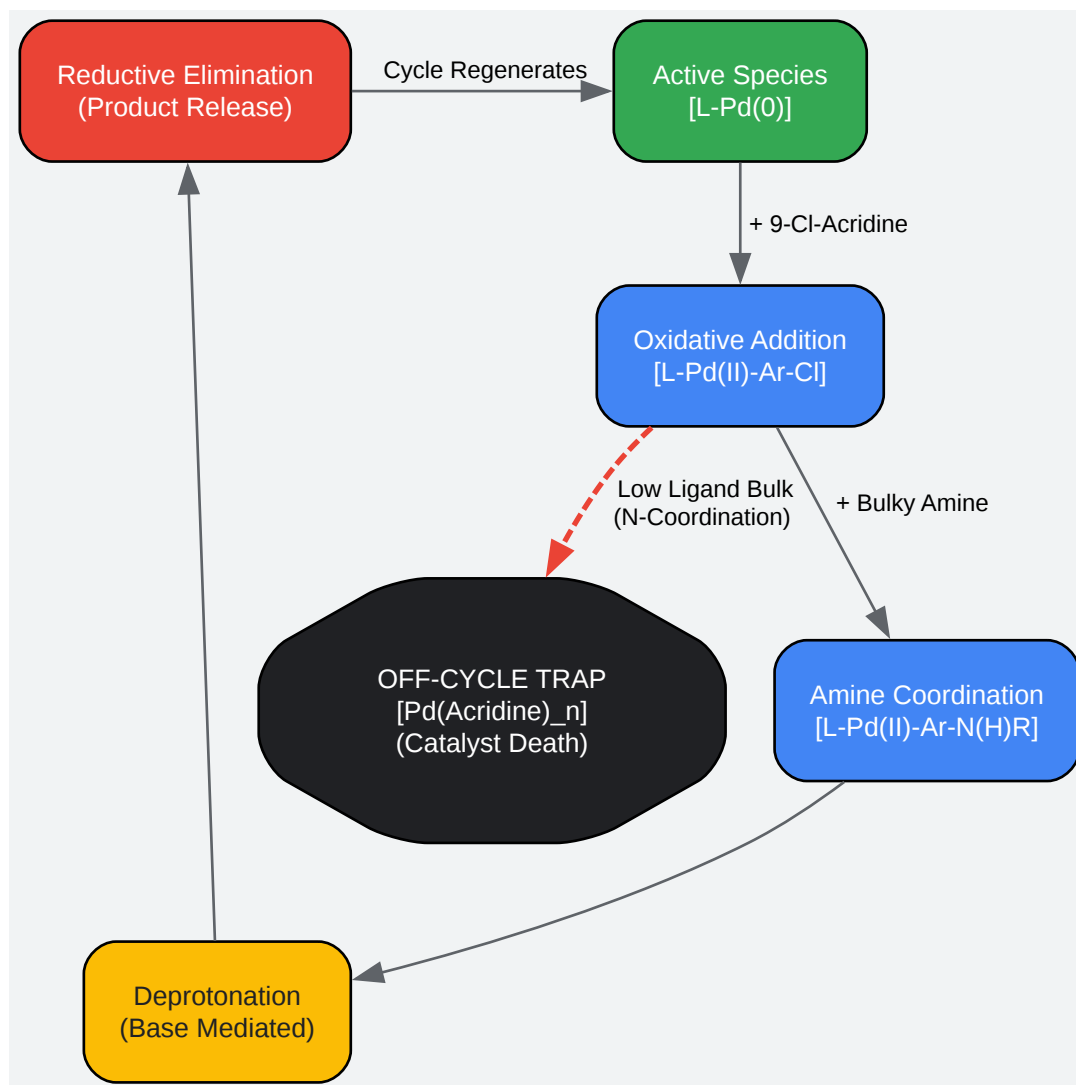 Reductive Elimination
(Product Release)
Cycle Regenerates
Active Species
[L-Pd(0)]
+ 9-Cl-Acridine
Oxidative Addition
[L-Pd(II)-Ar-Cl]
Low Ligand Bulk
(N-Coordination)
+ Bulky Amine
OFF-CYCLE TRAP
[Pd(Acridine)_n]
(Catalyst Death)
Amine Coordination
[L-Pd(II)-Ar-N(H)R]
Deprotonation
(Base Mediated)